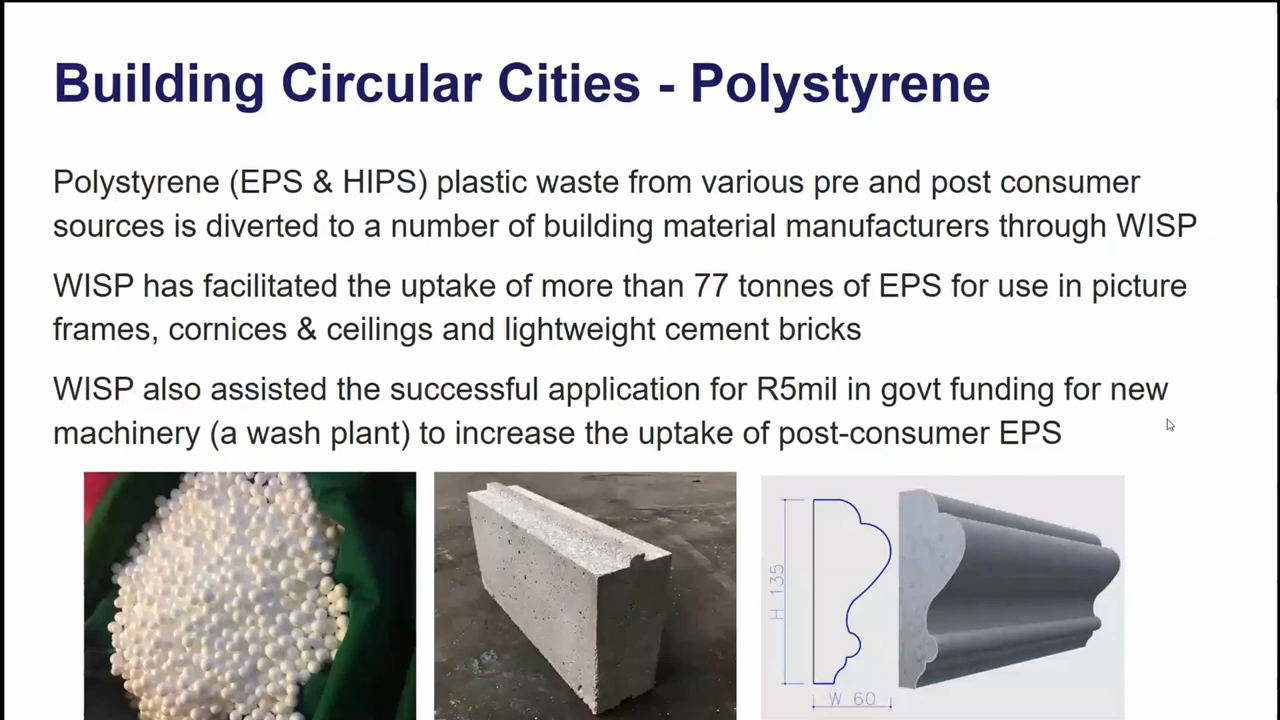 Building Circular Cities - Polystyrene
Polystyrene (EPS & HIPS) plastic waste from various pre and post consumer
sources is diverted to a number of building material manufacturers through WISP
WISP has facilitated the uptake of more than 77 tonnes of EPS for use in picture
frames, cornices & ceilings and lightweight cement bricks
WISP also assisted the successful application for R5mil in govt funding for new
machinery (a wash plant) to increase the uptake of post-consumer EPS
H 135
W 60